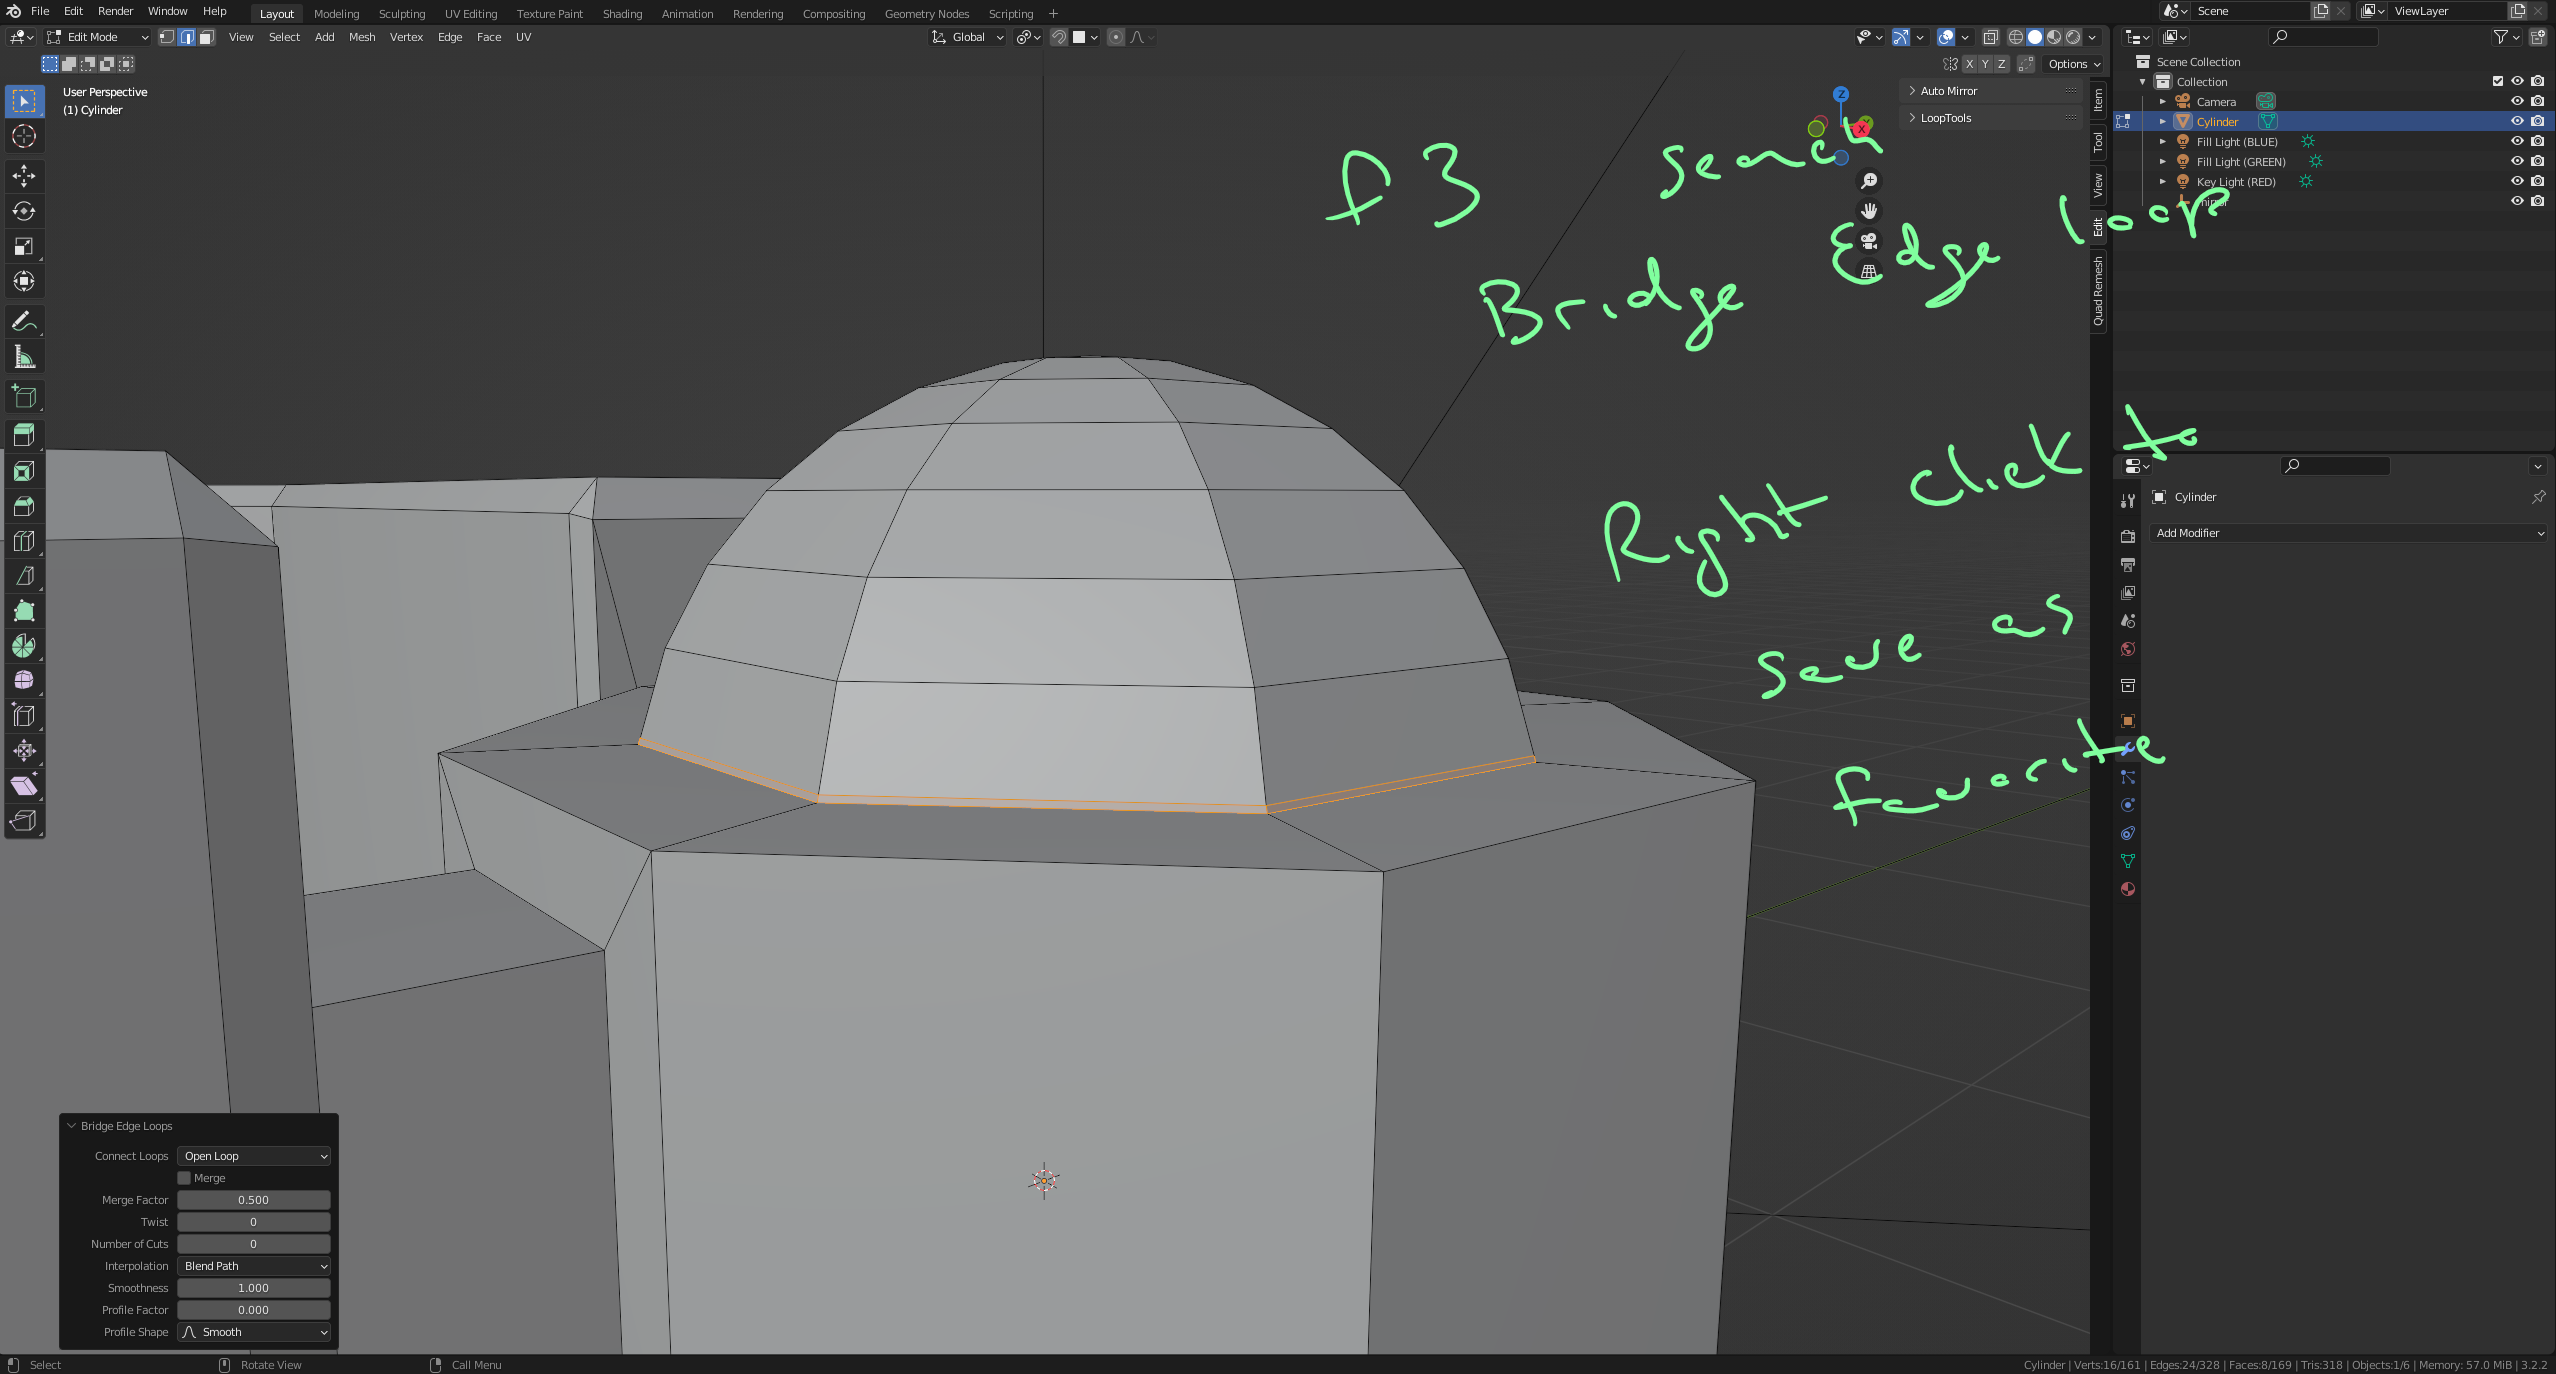 File Edit Render Window Help Layout Modeling Sculpting UV Editing Texture Paint Shading Animation Rendering Compositing Geometry Nodes Scripting + Scene ViewLayer
Edit Mode View Select Add Mesh Vertex Edge Face UV Global
X Y Z Options
User Perspective
(1) Cylinder
Z
X
Auto Mirror
LoopTools
Item
Tool
View
Edit
Quad Remesh
Scene Collection
Collection
Camera
Cylinder
Fill Light (BLUE)
Fill Light (GREEN)
Key Light (RED)
f3 search
Bridge Edge loop
Right click to
save as
favorite
Cylinder
Add Modifier
Bridge Edge Loops
Connect Loops Open Loop
Merge
Merge Factor 0.500
Twist 0
Number of Cuts 0
Interpolation Blend Path
Smoothness 1.000
Profile Factor 0.000
Profile Shape Smooth
Select Rotate View Call Menu
Cylinder | Verts:16/161 | Edges:24/328 | Faces:8/169 | Tris:318 | Objects:1/6 | Memory: 57.0 MiB | 3.2.2